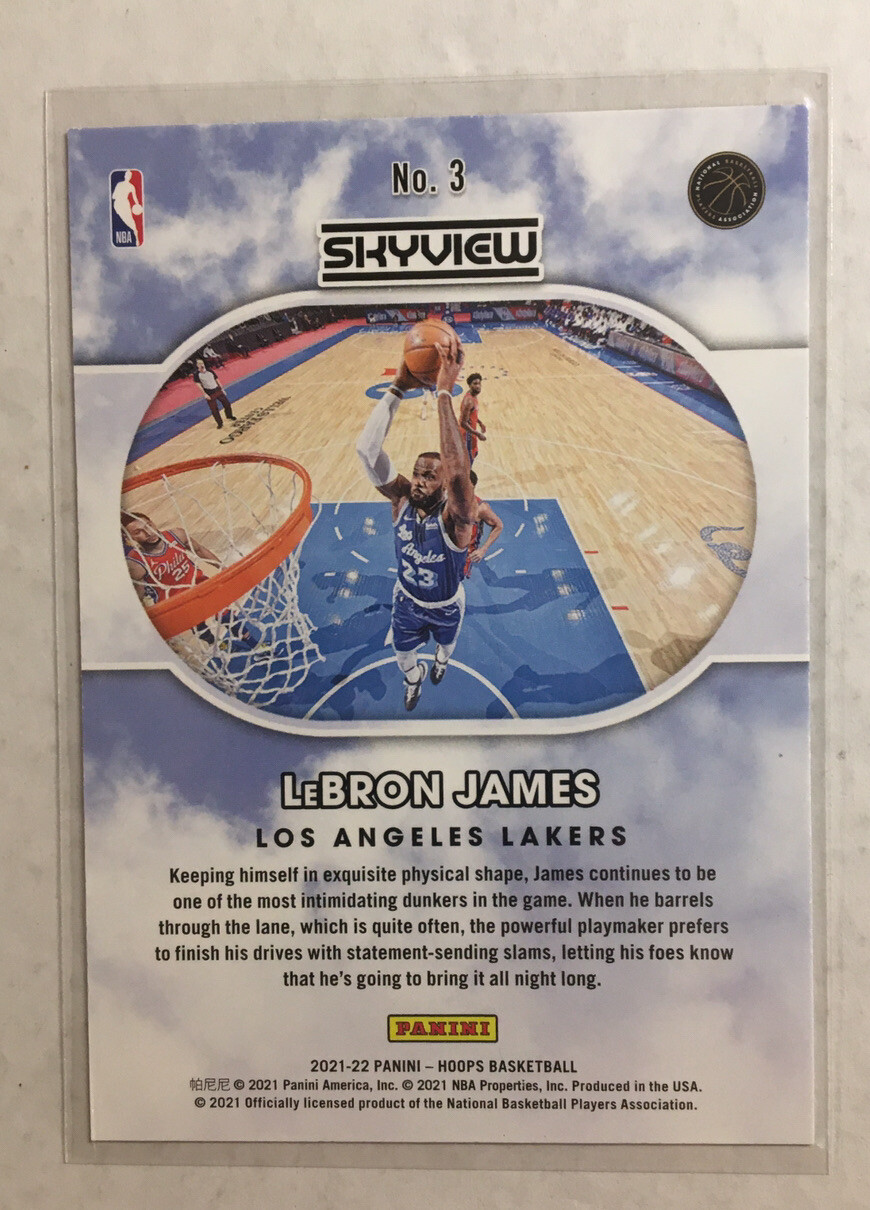 No. 3
NBA
NATIONAL BASKETBALL PLAYERS ASSOCIATION
SKYVIEW
Phila
25
Los
Angeles
23
LeBRON JAMES
LOS ANGELES LAKERS
Keeping himself in exquisite physical shape, James continues to be
one of the most intimidating dunkers in the game. When he barrels
through the lane, which is quite often, the powerful playmaker prefers
to finish his drives with statement-sending slams, letting his foes know
that he's going to bring it all night long.
PANINI
2021-22 PANINI – HOOPS BASKETBALL
帕尼尼 © 2021 Panini America, Inc. © 2021 NBA Properties, Inc. Produced in the USA.
© 2021 Officially licensed product of the National Basketball Players Association.